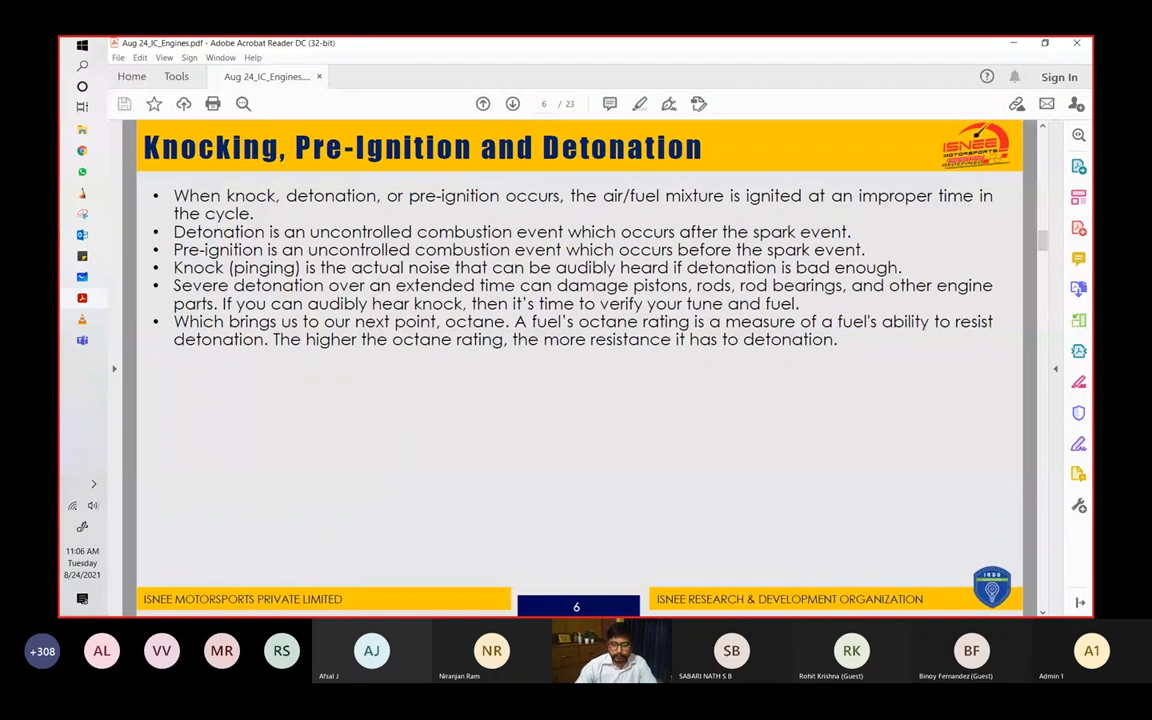 Aug 24_IC_Engines.pdf - Adobe Acrobat Reader DC (32-bit)
File Edit View Sign Window Help
Home Tools Aug 24_IC_Engines.... × Sign In
6 / 23
Knocking, Pre-Ignition and Detonation
ISNEE
MOTORSPORTS
REDEFINED
• When knock, detonation, or pre-ignition occurs, the air/fuel mixture is ignited at an improper time in
the cycle.
• Detonation is an uncontrolled combustion event which occurs after the spark event.
• Pre-ignition is an uncontrolled combustion event which occurs before the spark event.
• Knock (pinging) is the actual noise that can be audibly heard if detonation is bad enough.
• Severe detonation over an extended time can damage pistons, rods, rod bearings, and other engine
parts. If you can audibly hear knock, then it's time to verify your tune and fuel.
• Which brings us to our next point, octane. A fuel's octane rating is a measure of a fuel's ability to resist
detonation. The higher the octane rating, the more resistance it has to detonation.
11:06 AM
Tuesday
8/24/2021
ISNEE MOTORSPORTS PRIVATE LIMITED
6
ISNEE RESEARCH & DEVELOPMENT ORGANIZATION
IRDO
+308 AL VV MR RS AJ NR SB RK BF A1
Afsal J Niranjan Ram SABARI NATH S B Rohit Krishna (Guest) Binoy Fernandez (Guest) Admin 1